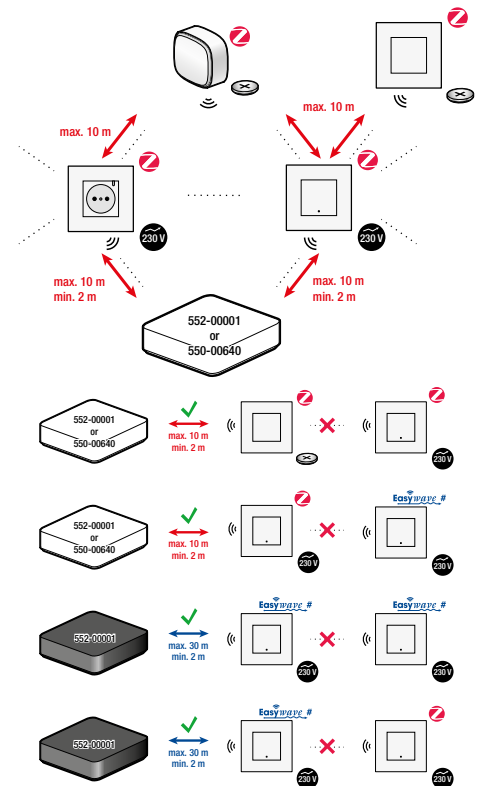 max. 10 m
max. 10 m
230 V
230 V
max. 10 m
min. 2 m
max. 10 m
min. 2 m
552-00001
or
550-00640
552-00001
or
550-00640
max. 10 m
min. 2 m
230 V
Easywave #
552-00001
or
550-00640
max. 10 m
min. 2 m
230 V
230 V
Easywave #
Easywave #
552-00001
max. 30 m
min. 2 m
230 V
230 V
Easywave #
552-00001
max. 30 m
min. 2 m
230 V
230 V